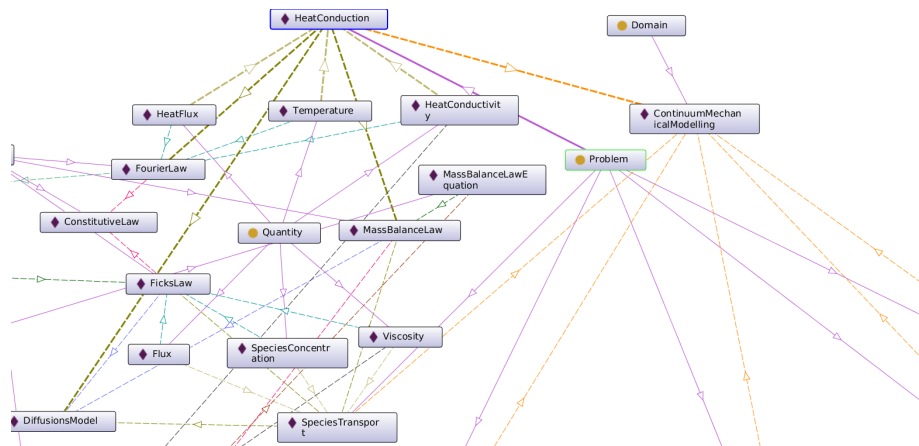 HeatConduction
Domain
HeatFlux
Temperature
HeatConductivit
y
ContinuumMechan
icalModelling
Problem
FourierLaw
MassBalanceLawE
quation
ConstitutiveLaw
Quantity
MassBalanceLaw
FicksLaw
Flux
SpeciesConcentr
ation
Viscosity
DiffusionsModel
SpeciesTranspor
t